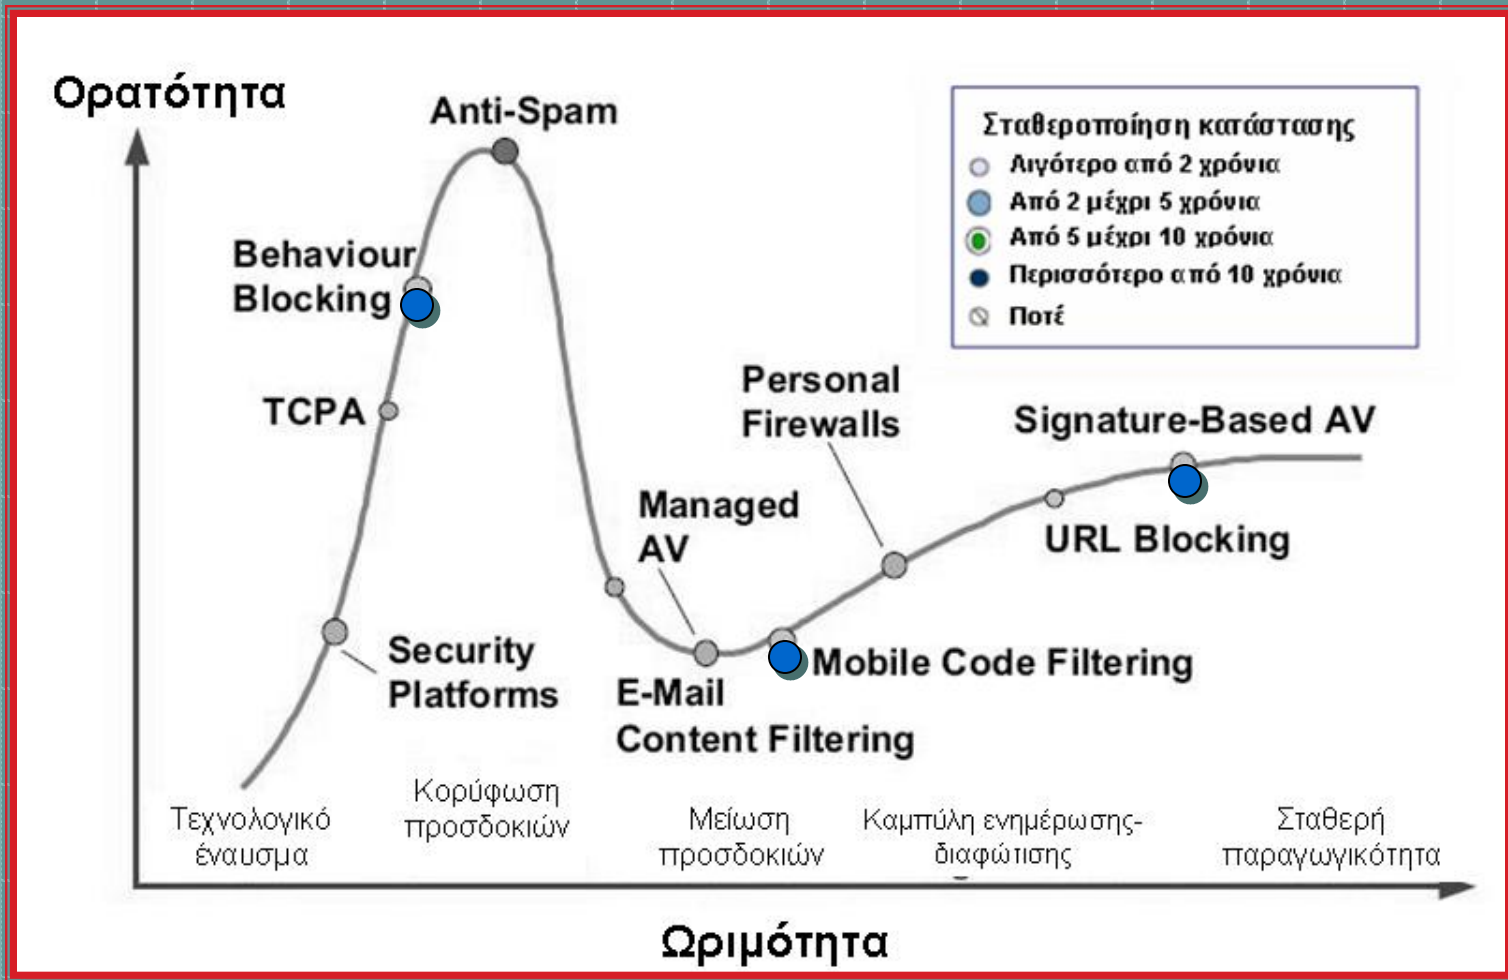 Ορατότητα
Anti-Spam
Σταθεροποίηση κατάστασης
Λιγότερο από 2 χρόνια
Από 2 μέχρι 5 χρόνια
Από 5 μέχρι 10 χρόνια
Περισσότερο από 10 χρόνια
Ποτέ
Behaviour
Blocking
TCPA
Personal
Firewalls
Signature-Based AV
Managed
AV
URL Blocking
Security
Platforms
Mobile Code Filtering
E-Mail
Content Filtering
Τεχνολογικό
έναυσμα
Κορύφωση
προσδοκιών
Μείωση
προσδοκιών
Καμπύλη ενημέρωσης-
διαφώτισης
Σταθερή
παραγωγικότητα
Ωριμότητα